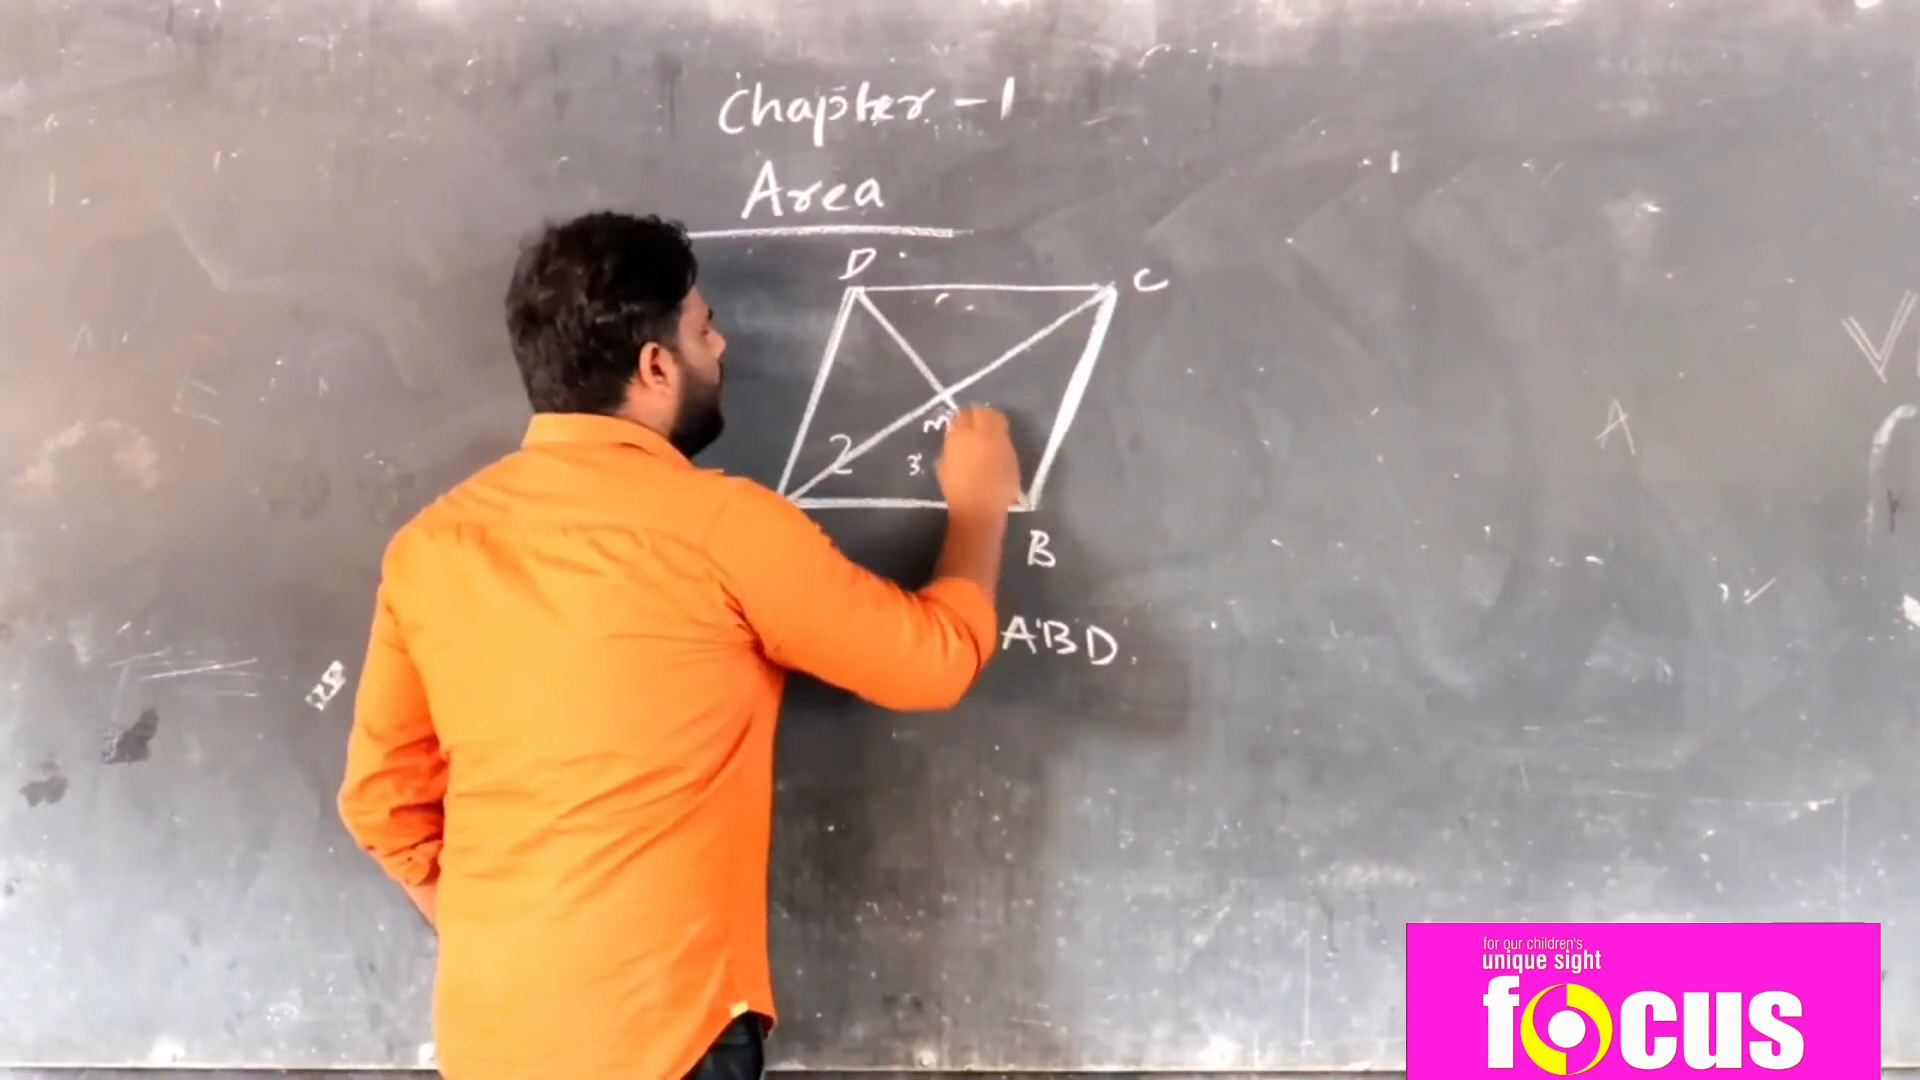 Chapter - 1
Area
D
C
m
2
3
B
ABD.
A
for our children's
unique sight
focus